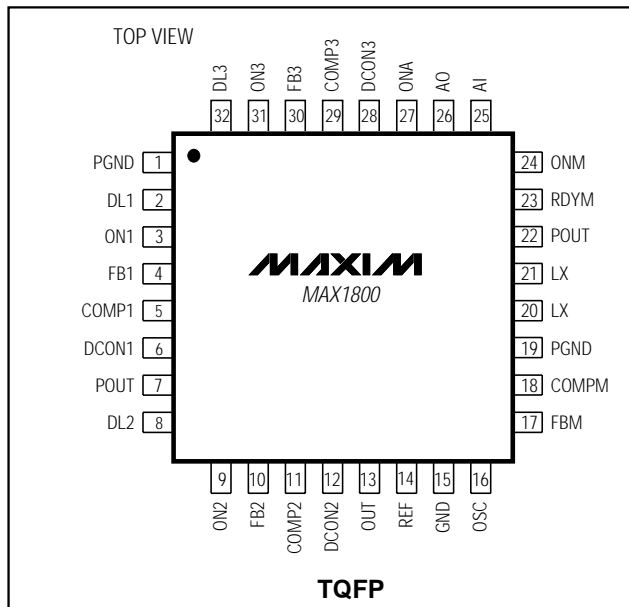 TOP VIEW
DL3
ON3
FB3
COMP3
DCON3
ONA
AO
AI
32
31
30
29
28
27
26
25
PGND 1
DL1 2
ON1 3
FB1 4
COMP1 5
DCON1 6
POUT 7
DL2 8
MAXIM
MAX1800
24 ONM
23 RDYM
22 POUT
21 LX
20 LX
19 PGND
18 COMPM
17 FBM
9
10
11
12
13
14
15
16
ON2
FB2
COMP2
DCON2
OUT
REF
GND
OSC
TQFP